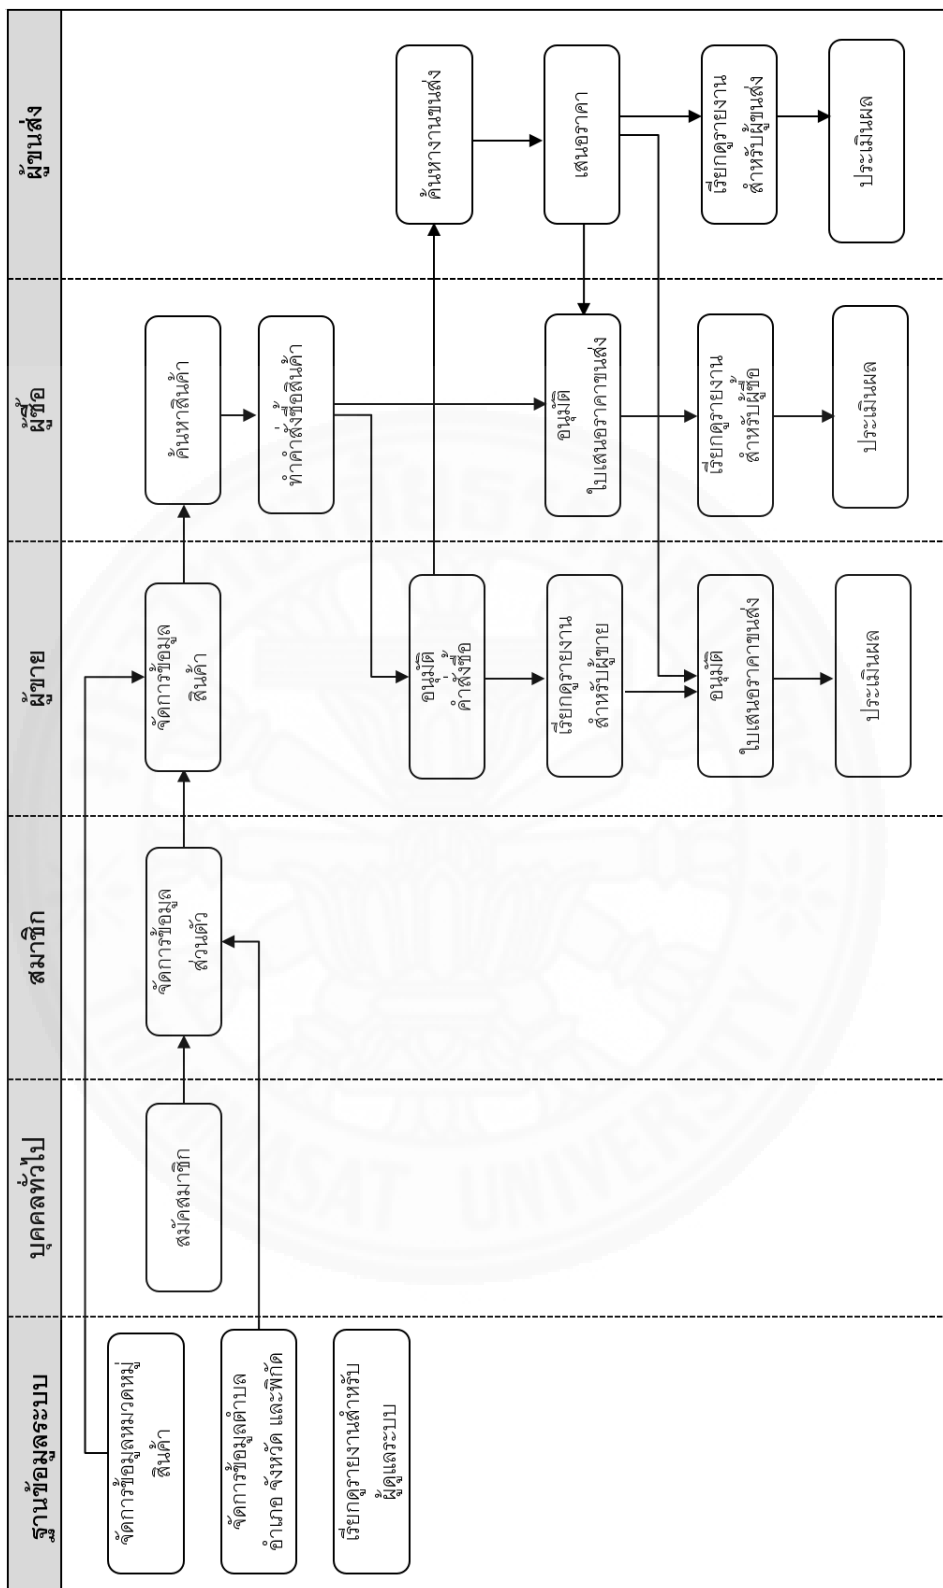 ฐานข้อมูลระบบ
บุคคลทั่วไป
สมาชิก
ผู้ขาย
ผู้ซื้อ
ผู้ขนส่ง
จัดการข้อมูลหมวดหมู่
สินค้า
จัดการข้อมูลตำบล
อำเภอ จังหวัด และพิกัด
เรียกดูรายงานสำหรับ
ผู้ดูแลระบบ
สมัคสมาชิก
จัดการข้อมูล
ส่วนตัว
จัดการข้อมูล
สินค้า
อนุมัติ
คำสั่งซื้อ
เรียกดูรายงาน
สำหรับผู้ขาย
อนุมัติ
ใบเสนอราคาขนส่ง
ประเมินผล
ค้นหาสินค้า
ทำคำสั่งซื้อสินค้า
อนุมัติ
ใบเสนอราคาขนส่ง
เรียกดูรายงาน
สำหรับผู้ซื้อ
ประเมินผล
ค้นหางานขนส่ง
เสนอราคา
เรียกดูรายงาน
สำหรับผู้ขนส่ง
ประเมินผล
UNIVERSITY